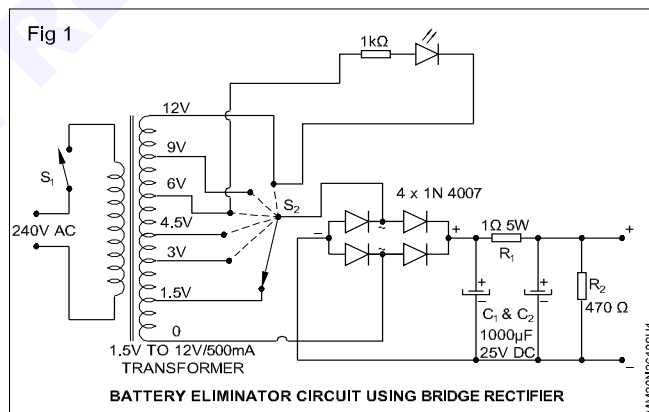 Fig 1
1kΩ
12V
9V
6V
4.5V
3V
1.5V
0
S1
240V AC
S2
4 x 1N 4007
~
~
−
+
1Ω 5W
R1
+
−
+
−
C1 & C2
1000µF
25V DC
R2
470 Ω
+
−
1.5V TO 12V/500mA
TRANSFORMER
BATTERY ELIMINATOR CIRCUIT USING BRIDGE RECTIFIER